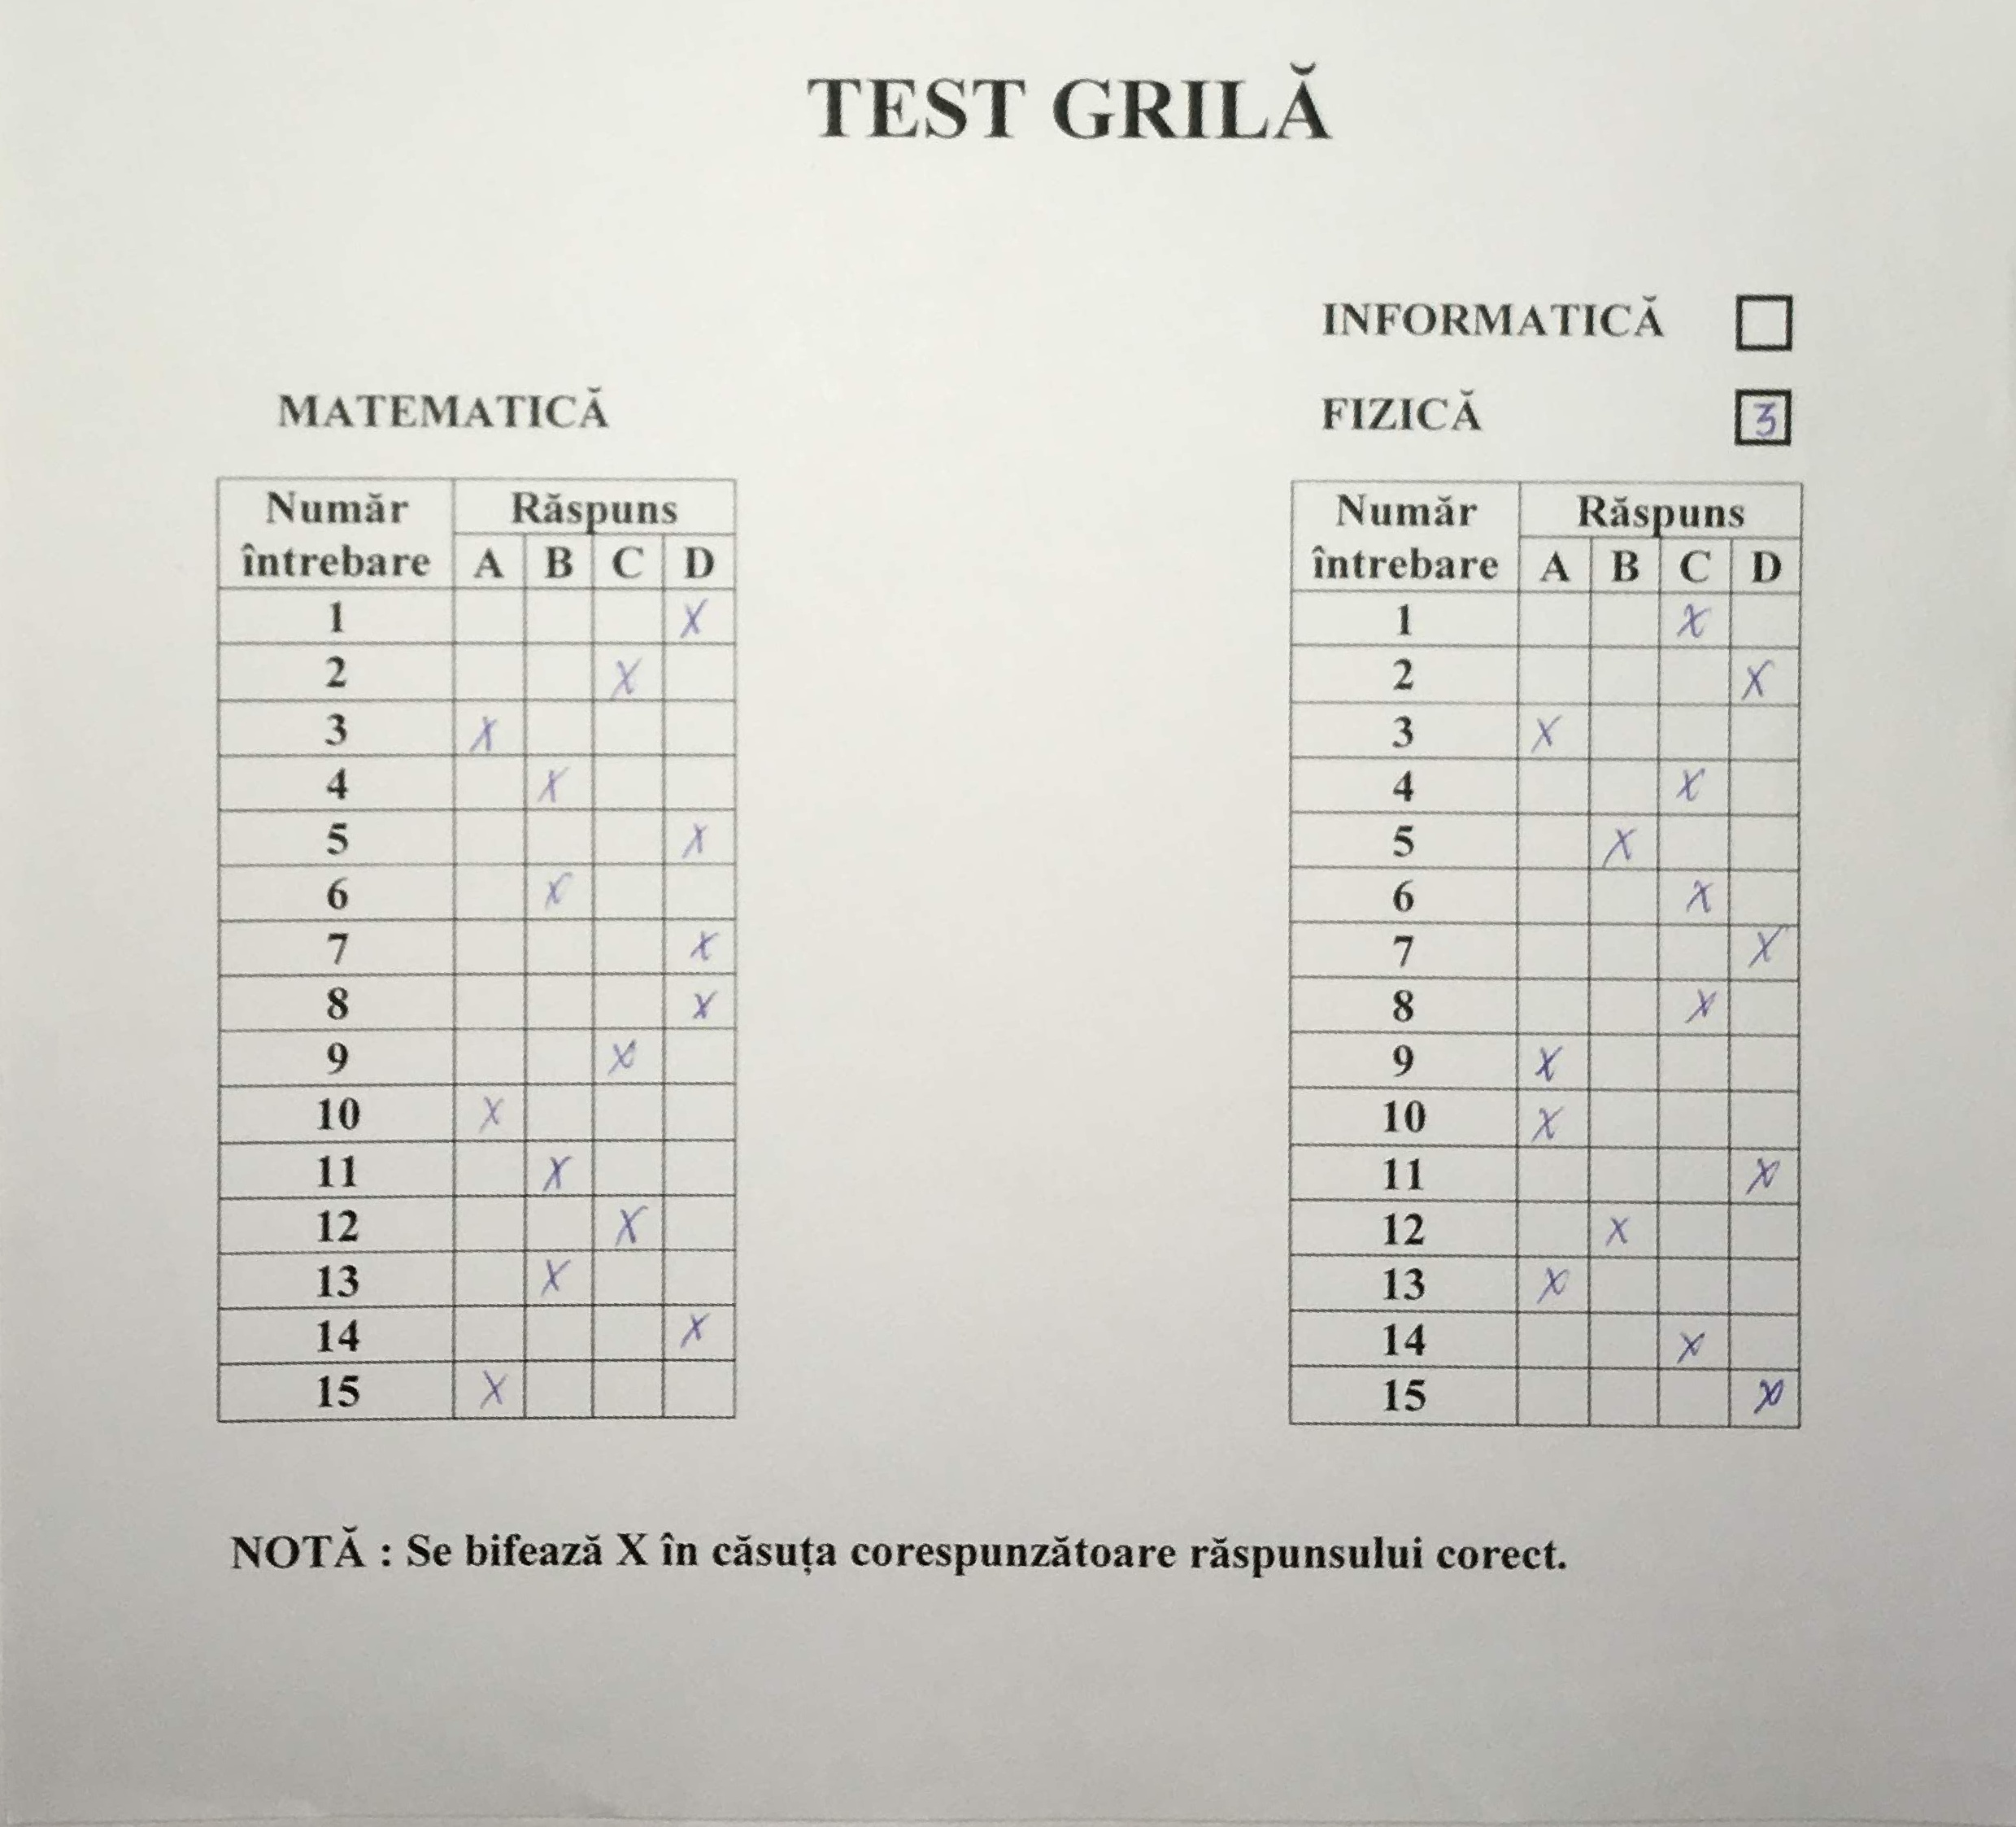 TEST GRILĂ
INFORMATICĂ
MATEMATICĂ
FIZICĂ 3
Număr întrebare Răspuns
A B C D
1 X
2 X
3 X
4 X
5 X
6 X
7 X
8 X
9 X
10 X
11 X
12 X
13 X
14 X
15 X
Număr întrebare Răspuns
A B C D
1 X
2 X
3 X
4 X
5 X
6 X
7 X
8 X
9 X
10 X
11 X
12 X
13 X
14 X
15 X
NOTĂ : Se bifează X în căsuța corespunzătoare răspunsului corect.